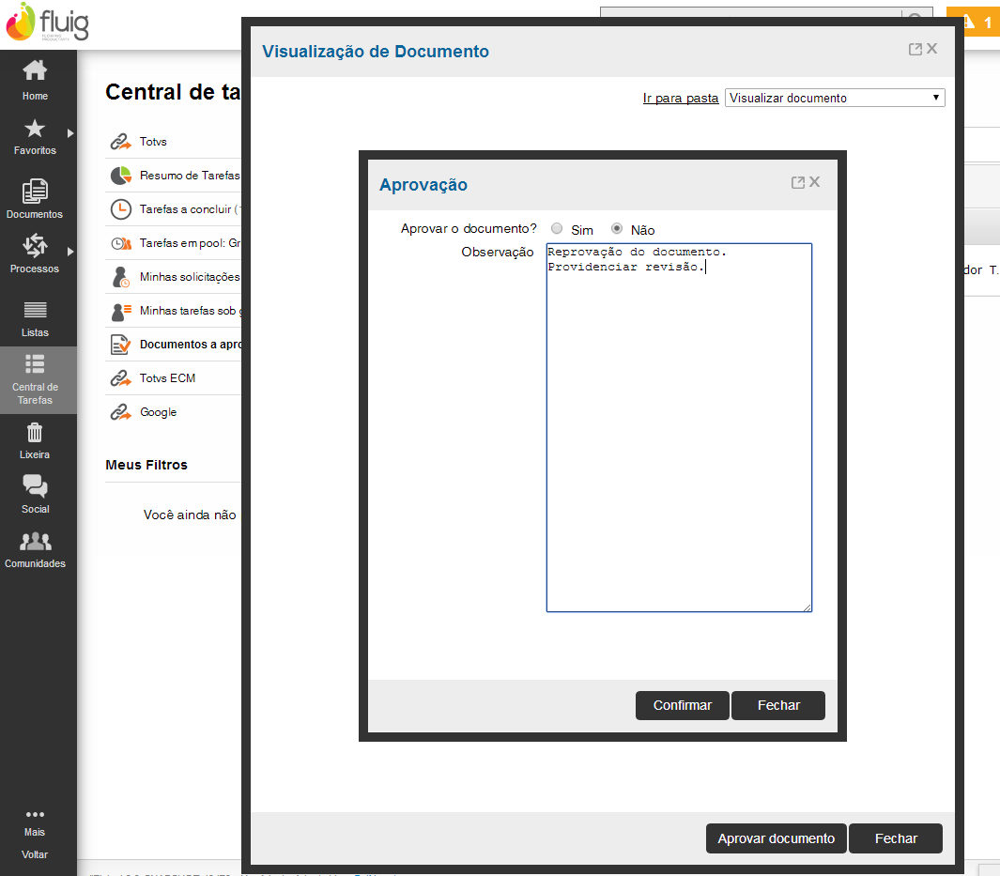 fluig
1
Home
Favoritos
Documentos
Processos
Listas
Central de
Tarefas
Lixeira
Social
Comunidades
Mais
Voltar
Central de ta
Totvs
Resumo de Tarefas
Tarefas a concluir (
Tarefas em pool: Gr
Minhas solicitações
Minhas tarefas sob g
Documentos a apro
Totvs ECM
Google
Meus Filtros
Você ainda não
Visualização de Documento
X
Ir para pasta
Visualizar documento
Aprovação
X
Aprovar o documento?
Sim
Não
Observação
Reprovação do documento.
Providenciar revisão.
Confirmar
Fechar
Aprovar documento
Fechar
dor T.